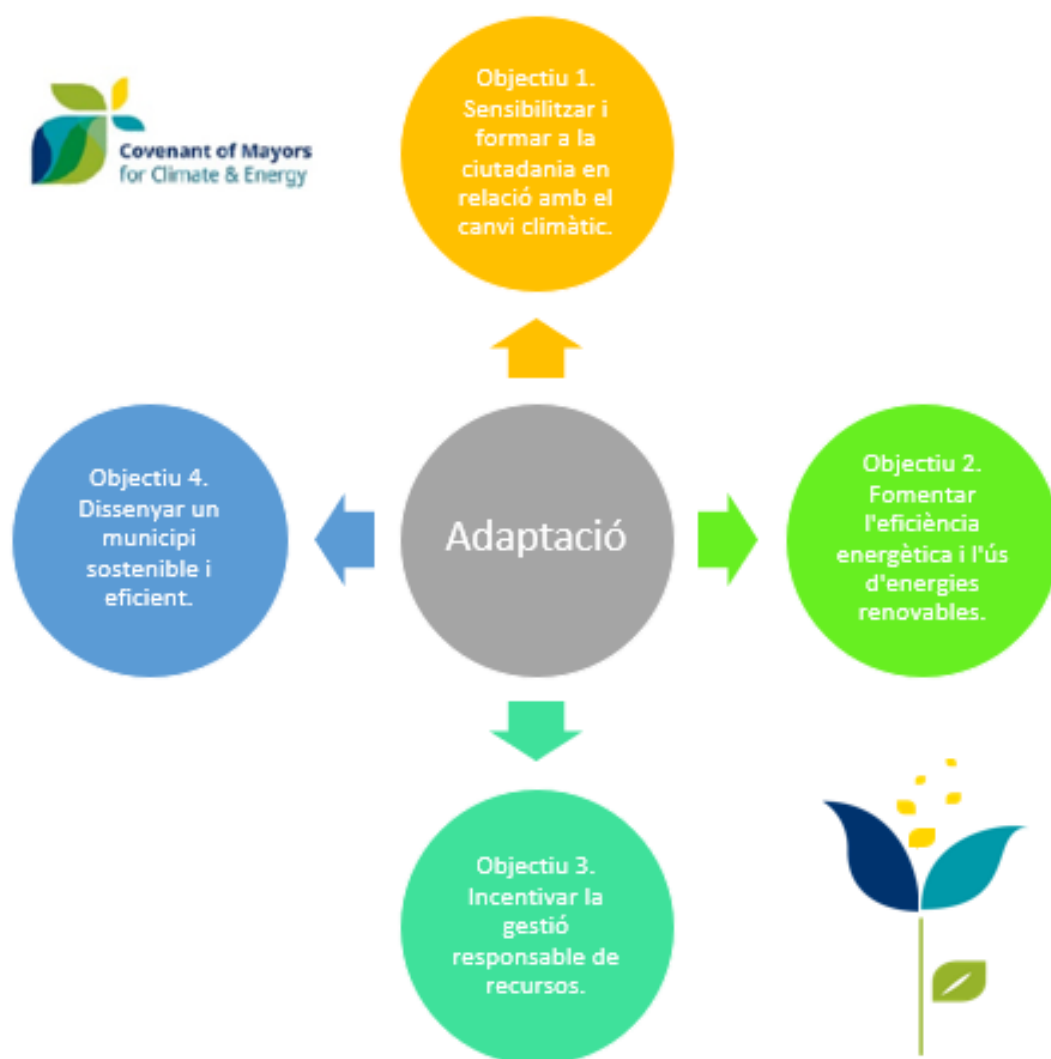 Covenant of Mayors
for Climate & Energy
Objectiu 1.
Sensibilitzar i
formar a la
ciutadania en
relació amb el
canvi climàtic.
Objectiu 4.
Dissenyar un
municipi
sostenible i
eficient.
Adaptació
Objectiu 2.
Fomentar
l'eficiència
energètica i l'ús
d'energies
renovables.
Objectiu 3.
Incentivar la
gestió
responsable de
recursos.